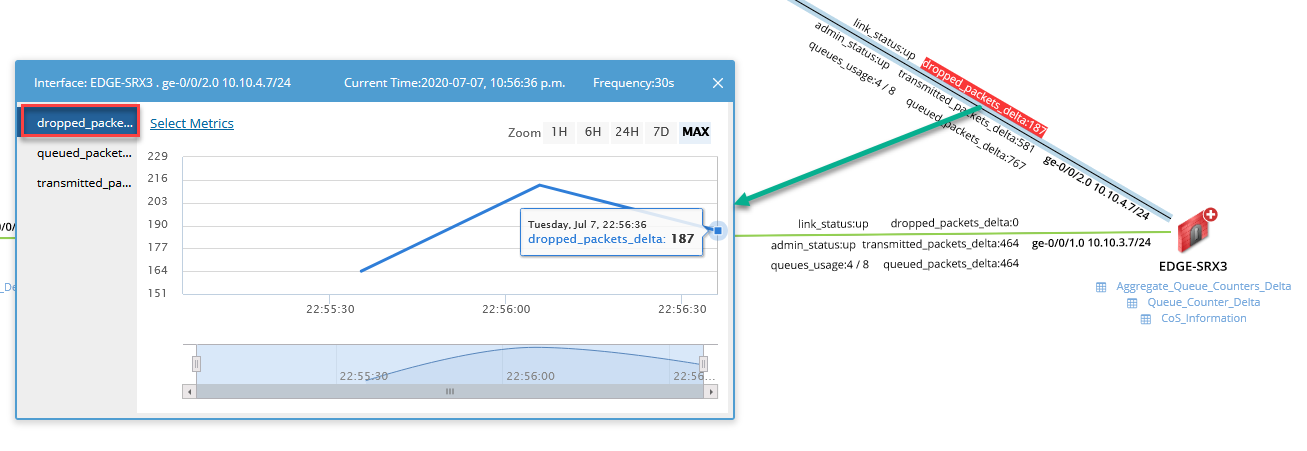 Interface: EDGE-SRX3 . ge-0/0/2.0 10.10.4.7/24
Current Time:2020-07-07, 10:56:36 p.m.
Frequency:30s
dropped_packe...
queued_packet...
transmitted_pa...
Select Metrics
Zoom 1H 6H 24H 7D MAX
229
216
203
190
177
164
151
Tuesday, Jul 7, 22:56:36
dropped_packets_delta: 187
22:55:30 22:56:00 22:56:30
22:55:30 22:56:00 22:56...
link_status:up dropped_packets_delta:187
admin_status:up transmitted_packets_delta:581
queues_usage:4 / 8 queued_packets_delta:767
ge-0/0/2.0 10.10.4.7/24
link_status:up dropped_packets_delta:0
admin_status:up transmitted_packets_delta:464 ge-0/0/1.0 10.10.3.7/24
queues_usage:4 / 8 queued_packets_delta:464
EDGE-SRX3
Aggregate_Queue_Counters_Delta
Queue_Counter_Delta
CoS_Information